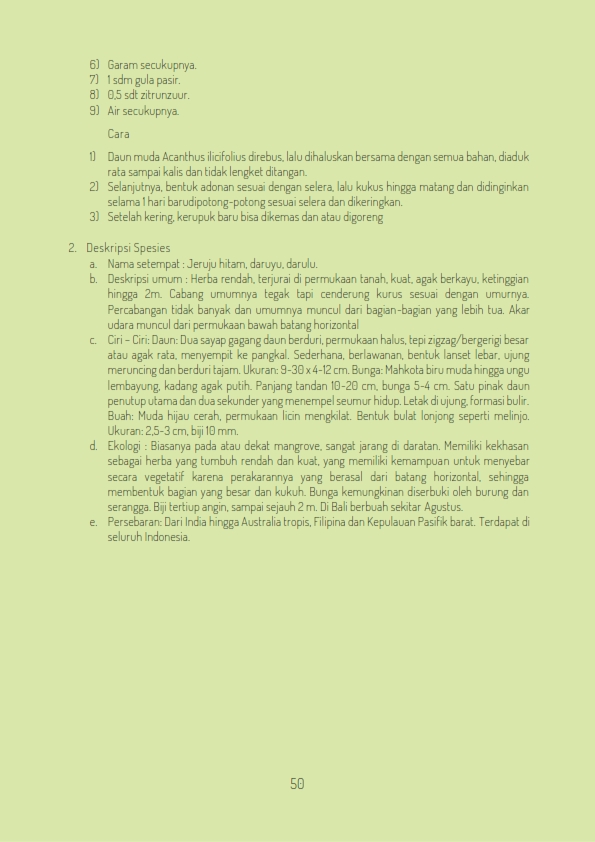 6) Garam secukupnya.
7) 1 sdm gula pasir.
8) 0,5 sdt zitrunzuur.
9) Air secukupnya.
Cara
1) Daun muda Acanthus ilicifolius direbus, lalu dihaluskan bersama dengan semua bahan, diaduk
rata sampai kalis dan tidak lengket ditangan.
2) Selanjutnya, bentuk adonan sesuai dengan selera, lalu kukus hingga matang dan didinginkan
selama 1 hari barudipotong-potong sesuai selera dan dikeringkan.
3) Setelah kering, kerupuk baru bisa dikemas dan atau digoreng
2. Deskripsi Spesies
a. Nama setempat : Jeruju hitam, daruyu, darulu.
b. Deskripsi umum : Herba rendah, terjurai di permukaan tanah, kuat, agak berkayu, ketinggian
hingga 2m. Cabang umumnya tegak tapi cenderung kurus sesuai dengan umurnya.
Percabangan tidak banyak dan umumnya muncul dari bagian-bagian yang lebih tua. Akar
udara muncul dari permukaan bawah batang horizontal
c. Ciri – Ciri: Daun: Dua sayap gagang daun berduri, permukaan halus, tepi zigzag/bergerigi besar
atau agak rata, menyempit ke pangkal. Sederhana, berlawanan, bentuk lanset lebar, ujung
meruncing dan berduri tajam. Ukuran: 9-30 x 4-12 cm. Bunga: Mahkota biru muda hingga ungu
lembayung, kadang agak putih. Panjang tandan 10-20 cm, bunga 5-4 cm. Satu pinak daun
penutup utama dan dua sekunder yang menempel seumur hidup. Letak di ujung, formasi bulir.
Buah: Muda hijau cerah, permukaan licin mengkilat. Bentuk bulat lonjong seperti melinjo.
Ukuran: 2,5-3 cm, biji 10 mm.
d. Ekologi : Biasanya pada atau dekat mangrove, sangat jarang di daratan. Memiliki kekhasan
sebagai herba yang tumbuh rendah dan kuat, yang memiliki kemampuan untuk menyebar
secara vegetatif karena perakarannya yang berasal dari batang horizontal, sehingga
membentuk bagian yang besar dan kukuh. Bunga kemungkinan diserbuki oleh burung dan
serangga. Biji tertiup angin, sampai sejauh 2 m. Di Bali berbuah sekitar Agustus.
e. Persebaran: Dari India hingga Australia tropis, Filipina dan Kepulauan Pasifik barat. Terdapat di
seluruh Indonesia.
50